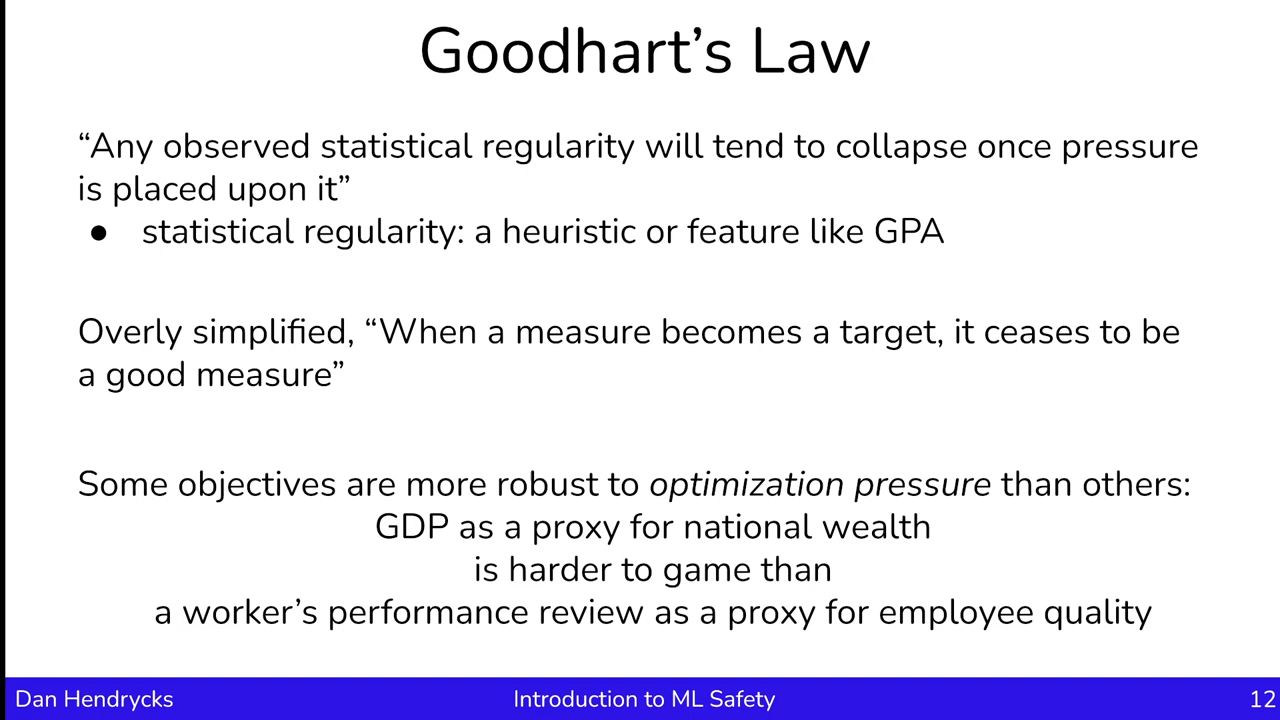 Goodhart’s Law
“Any observed statistical regularity will tend to collapse once pressure
is placed upon it”
● statistical regularity: a heuristic or feature like GPA
Overly simplified, “When a measure becomes a target, it ceases to be
a good measure”
Some objectives are more robust to optimization pressure than others:
GDP as a proxy for national wealth
is harder to game than
a worker’s performance review as a proxy for employee quality
Dan Hendrycks
Introduction to ML Safety
12